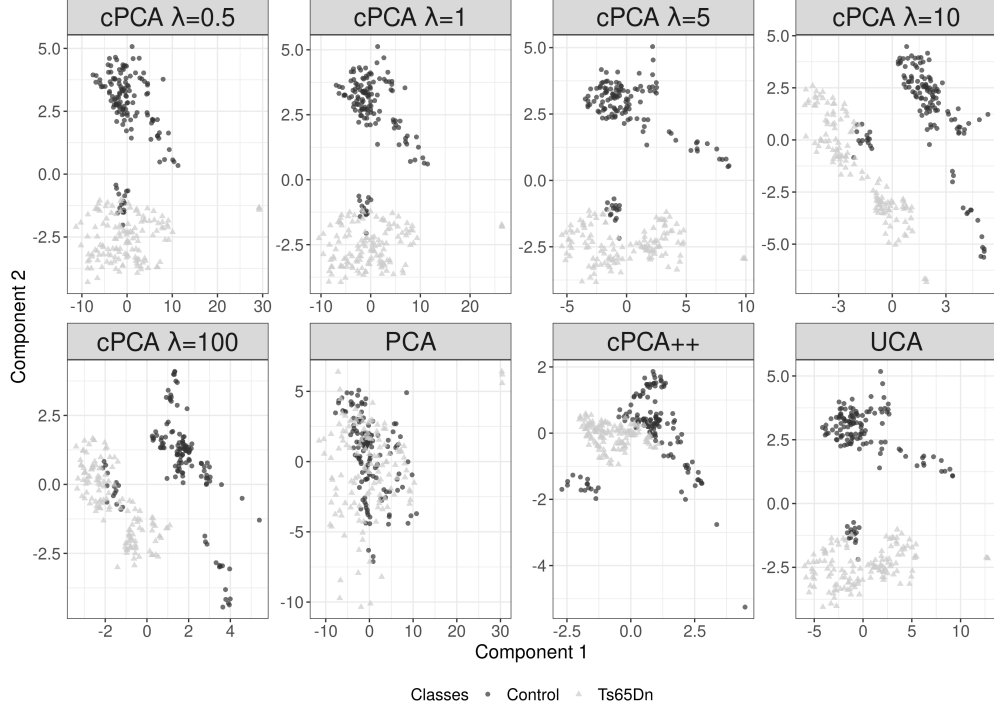 cPCA λ=0.5 cPCA λ=1 cPCA λ=5 cPCA λ=10
5.0 5.0 5.0 5.0
2.5 2.5 2.5 2.5
0.0 0.0 0.0 0.0
-2.5 -2.5 -2.5 -2.5
-5.0
-10 0 10 20 30 -10 0 10 20 -5 0 5 10 -3 0 3
Component 2
cPCA λ=100 PCA cPCA++ UCA
2.5 5 2 5.0
0.0 0 0 2.5
-2.5 -5 -2 0.0
-10 -4 -2.5
-2 0 2 4 -10 0 10 20 30 -2.5 0.0 2.5 -5 0 5 10
Component 1
Classes Control Ts65Dn